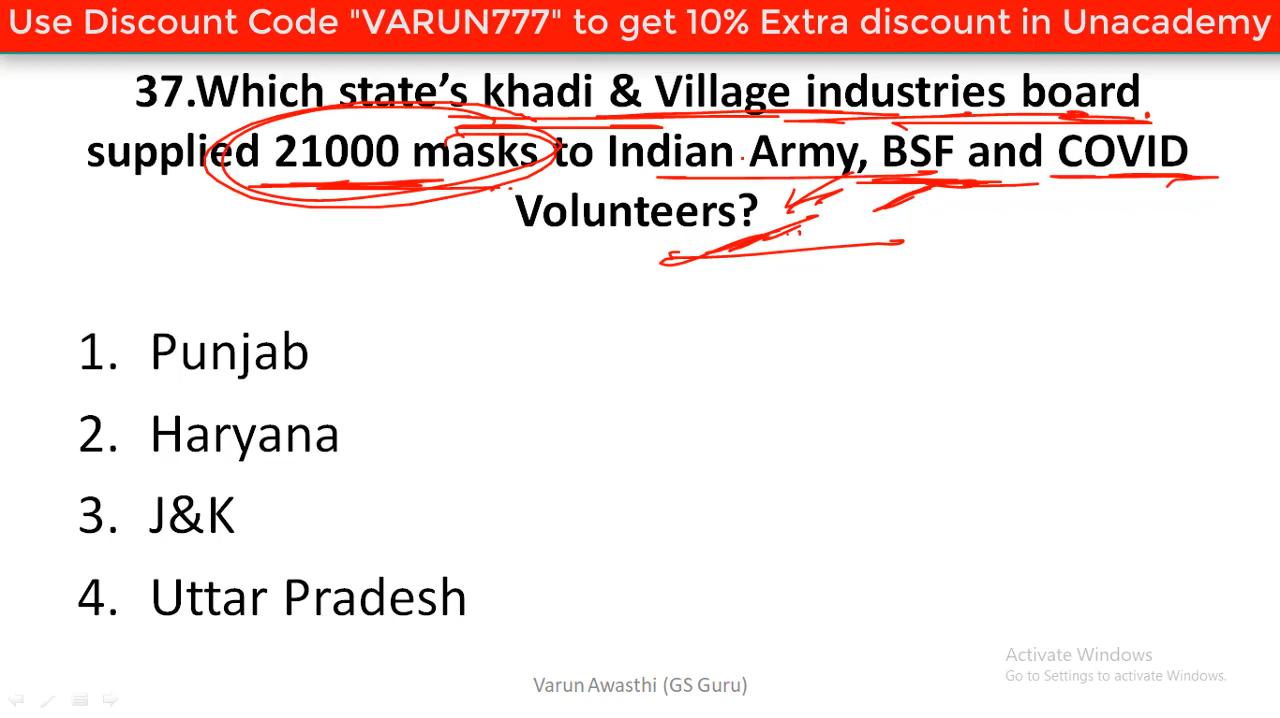 Use Discount Code "VARUN777" to get 10% Extra discount in Unacademy
37.Which state's khadi & Village industries board
supplied 21000 masks to Indian Army, BSF and COVID
Volunteers?
1. Punjab
2. Haryana
3. J&K
4. Uttar Pradesh
Activate Windows
Go to Settings to activate Windows.
Varun Awasthi (GS Guru)